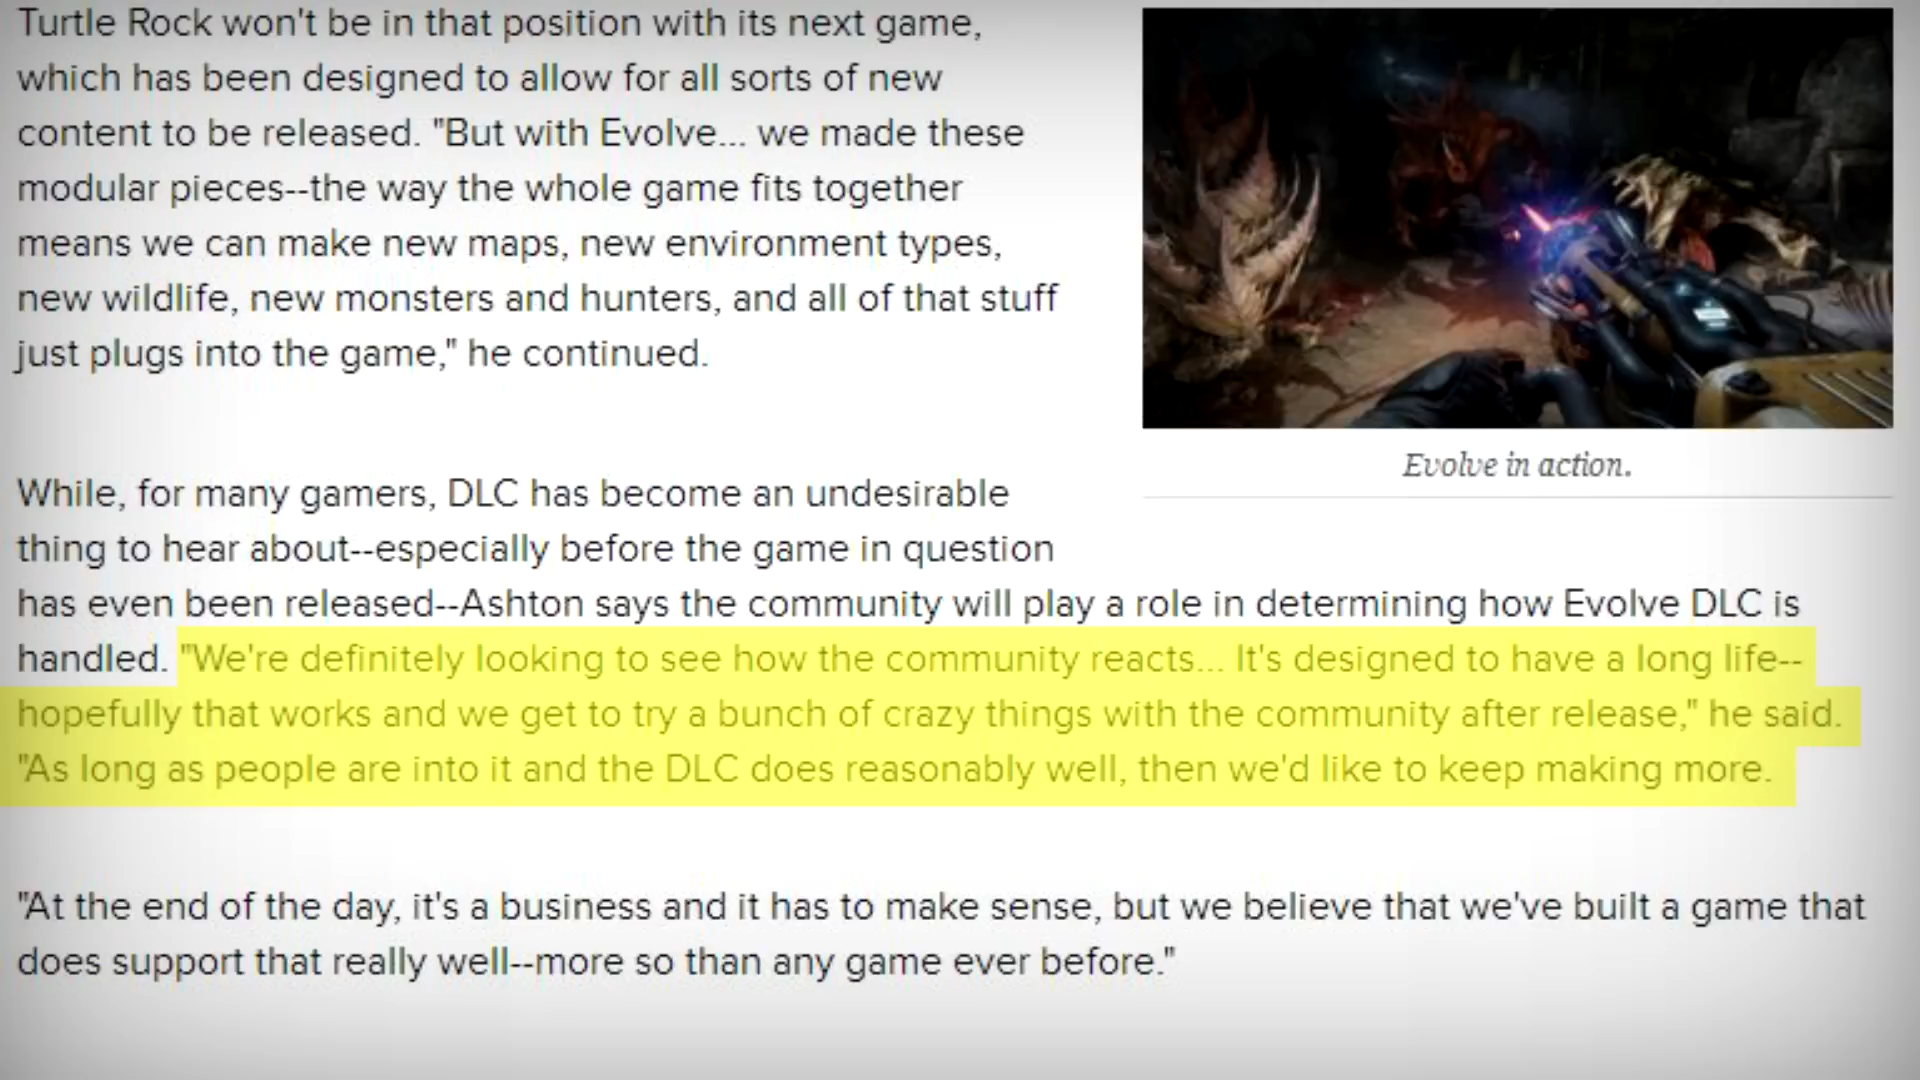 Turtle Rock won't be in that position with its next game,
which has been designed to allow for all sorts of new
content to be released. "But with Evolve... we made these
modular pieces--the way the whole game fits together
means we can make new maps, new environment types,
new wildlife, new monsters and hunters, and all of that stuff
just plugs into the game," he continued.
Evolve in action.
While, for many gamers, DLC has become an undesirable
thing to hear about--especially before the game in question
has even been released--Ashton says the community will play a role in determining how Evolve DLC is
handled. "We're definitely looking to see how the community reacts... It's designed to have a long life--
hopefully that works and we get to try a bunch of crazy things with the community after release," he said.
"As long as people are into it and the DLC does reasonably well, then we'd like to keep making more.
"At the end of the day, it's a business and it has to make sense, but we believe that we've built a game that
does support that really well--more so than any game ever before."